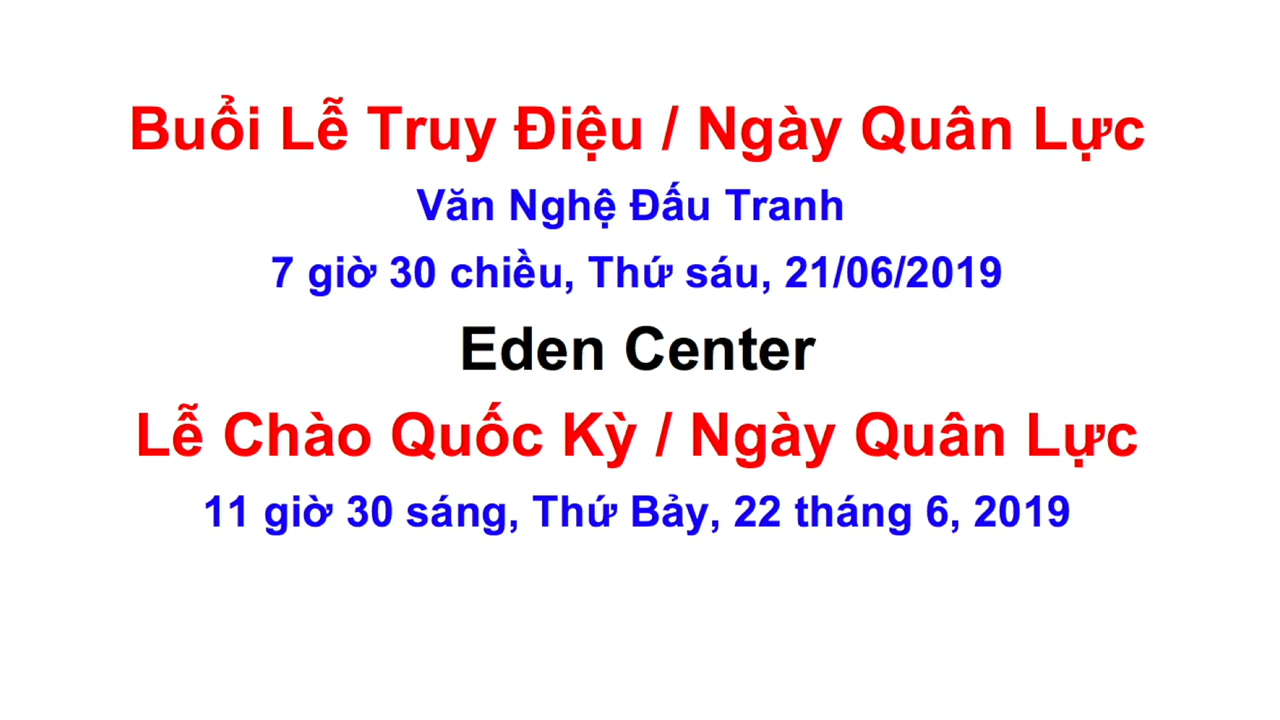 Buổi Lễ Truy Điệu / Ngày Quân Lực
Văn Nghệ Đấu Tranh
7 giờ 30 chiều, Thứ sáu, 21/06/2019
Eden Center
Lễ Chào Quốc Kỳ / Ngày Quân Lực
11 giờ 30 sáng, Thứ Bảy, 22 tháng 6, 2019